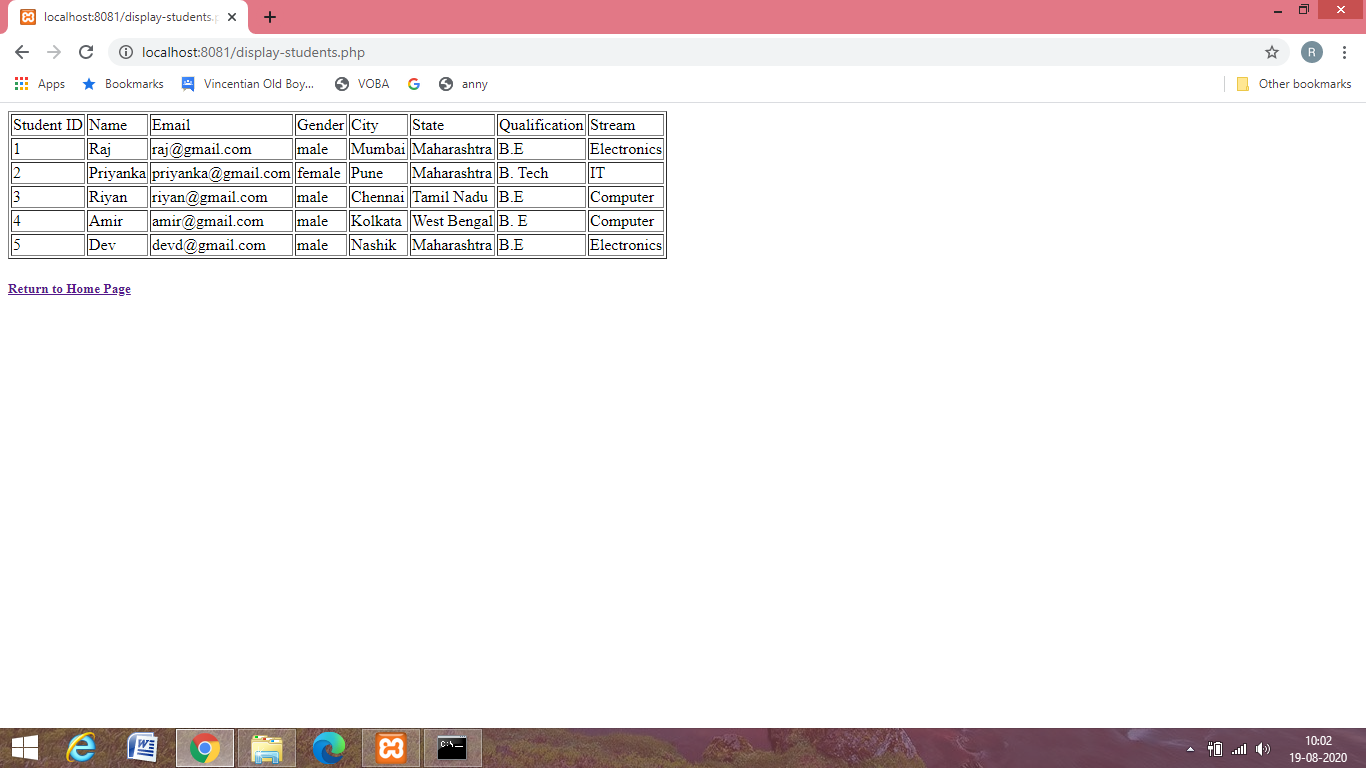 localhost:8081/display-students.p
localhost:8081/display-students.php
R
Apps Bookmarks Vincentian Old Boy... VOBA anny Other bookmarks
Student ID Name Email Gender City State Qualification Stream
1 Raj raj@gmail.com male Mumbai Maharashtra B.E Electronics
2 Priyanka priyanka@gmail.com female Pune Maharashtra B. Tech IT
3 Riyan riyan@gmail.com male Chennai Tamil Nadu B.E Computer
4 Amir amir@gmail.com male Kolkata West Bengal B. E Computer
5 Dev devd@gmail.com male Nashik Maharashtra B.E Electronics
Return to Home Page
C:\
10:02
19-08-2020